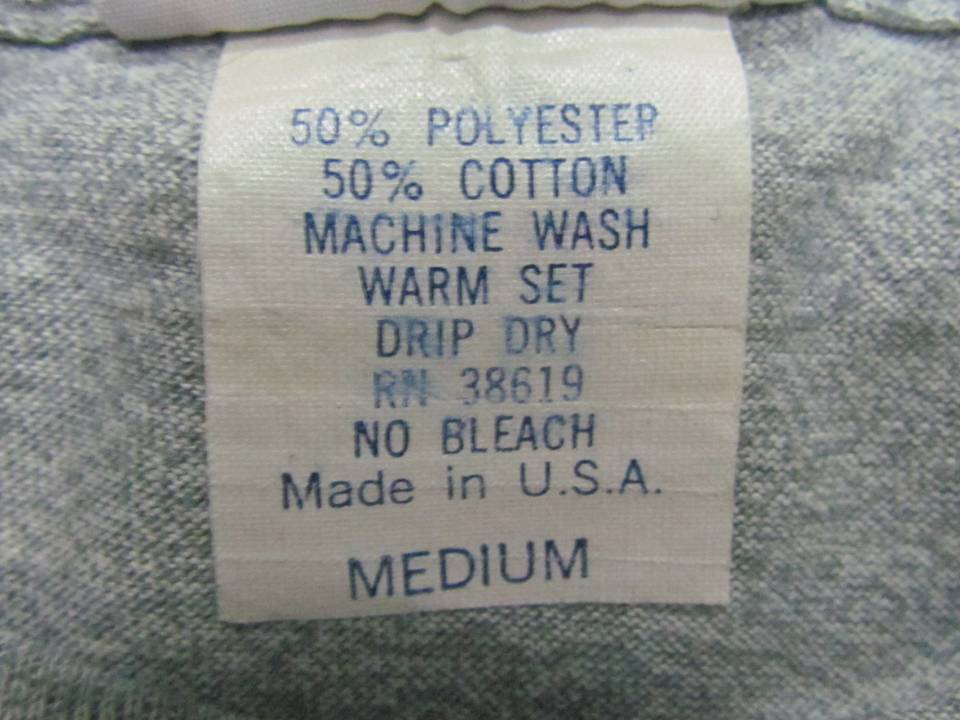 50% POLYESTER
50% COTTON
MACHINE WASH
WARM SET
DRIP DRY
RN 38619
NO BLEACH
Made in U.S.A.
MEDIUM